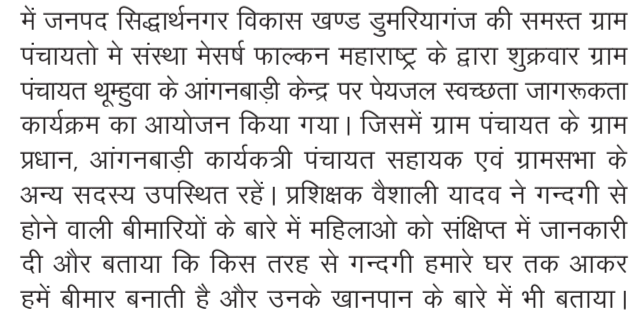 में जनपद सिद्धार्थनगर विकास खण्ड डुमरियागंज की समस्त ग्राम
पंचायतो मे संस्था मेसर्ष फाल्कन महाराष्ट्र के द्वारा शुक्रवार ग्राम
पंचायत थूम्हुवा के आंगनबाड़ी केन्द्र पर पेयजल स्वच्छता जागरूकता
कार्यक्रम का आयोजन किया गया। जिसमें ग्राम पंचायत के ग्राम
प्रधान, आंगनबाड़ी कार्यकत्री पंचायत सहायक एवं ग्रामसभा के
अन्य सदस्य उपस्थित रहें। प्रशिक्षक वैशाली यादव ने गन्दगी से
होने वाली बीमारियों के बारे में महिलाओ को संक्षिप्त में जानकारी
दी और बताया कि किस तरह से गन्दगी हमारे घर तक आकर
हमें बीमार बनाती है और उनके खानपान के बारे में भी बताया।